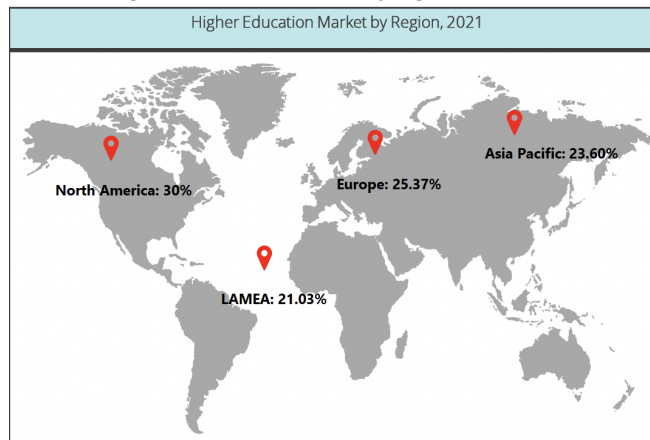 Higher Education Market by Region, 2021
Asia Pacific: 23.60%
Europe: 25.37%
North America: 30%
LAMEA: 21.03%